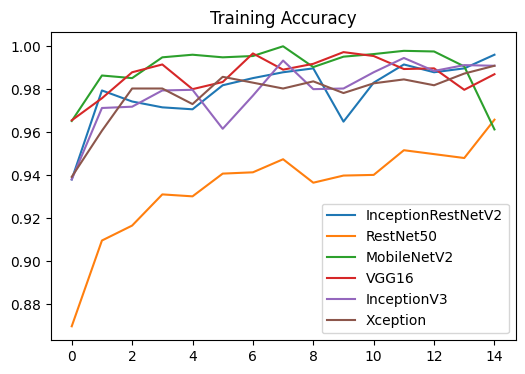 Training Accuracy
1.00
0.98
0.96
0.94
0.92
0.90
0.88
InceptionRestNetV2
RestNet50
MobileNetV2
VGG16
InceptionV3
Xception
0 2 4 6 8 10 12 14